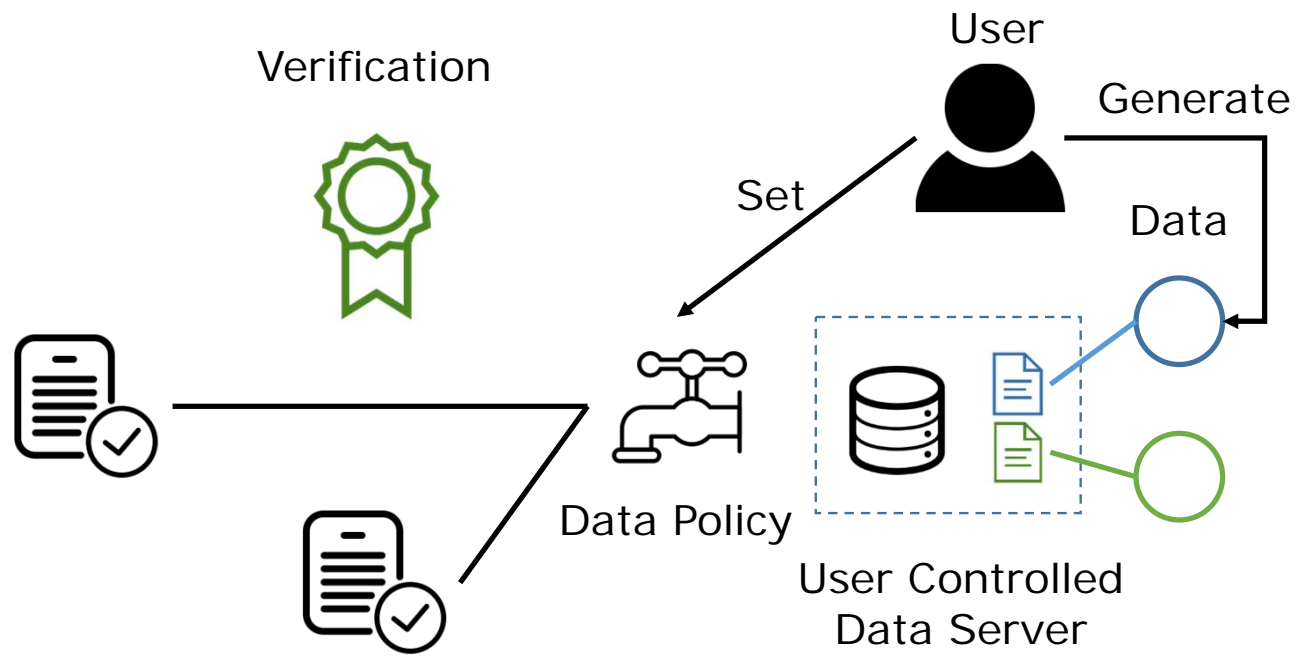 User
Verification
Generate
Set
Data
Data Policy
User Controlled
Data Server